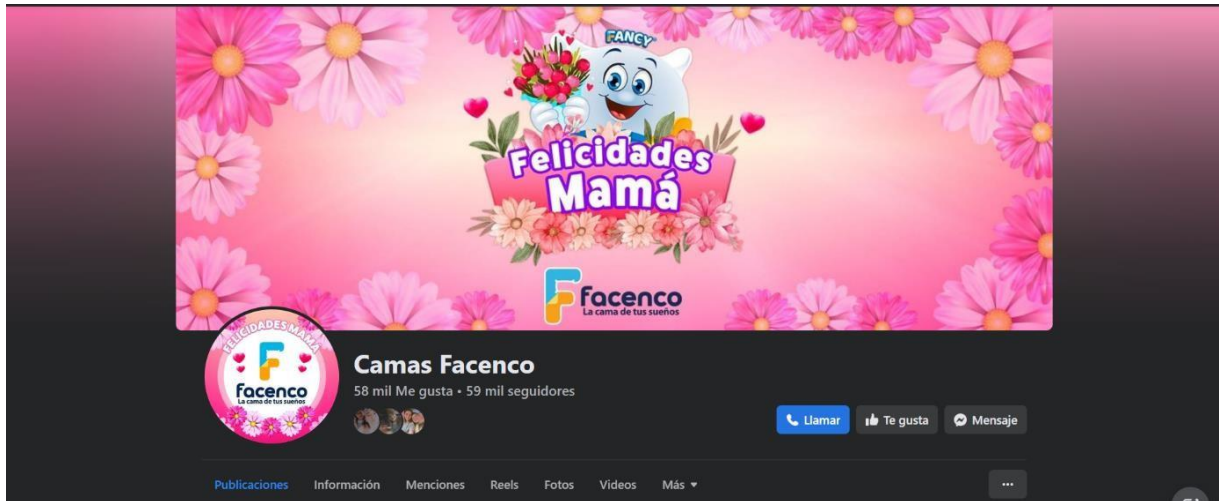 FANCY
Felicidades
Mamá
facenco
La cama de tus sueños
FELICIDADES MAMÁ
facenco
La cama de tus sueños
Camas Facenco
58 mil Me gusta • 59 mil seguidores
Llamar
Te gusta
Mensaje
Publicaciones
Información
Menciones
Reels
Fotos
Videos
Más